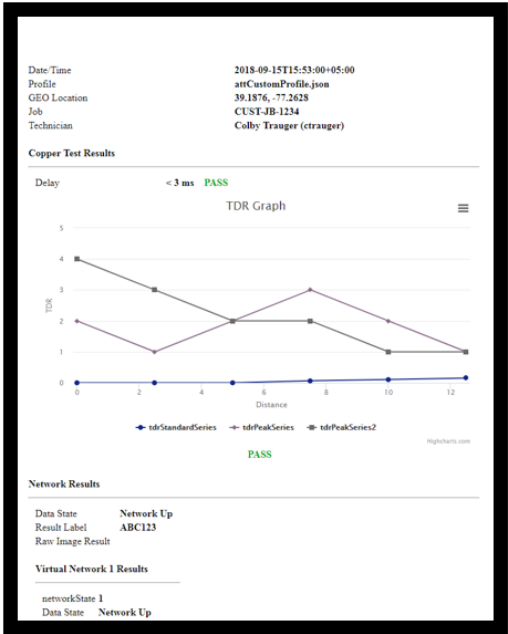 Date/Time 2018-09-15T15:53:00+05:00
Profile attCustomProfile.json
GEO Location 39.1876, -77.2628
Job CUST-JB-1234
Technician Colby Trauger (ctrauger)
Copper Test Results
Delay < 3 ms PASS
TDR Graph
5
4
3
2
1
0
TDR
0 2 4 6 8 10 12
Distance
tdrStandardSeries tdrPeakSeries tdrPeakSeries2
Highcharts.com
PASS
Network Results
Data State Network Up
Result Label ABC123
Raw Image Result
Virtual Network 1 Results
networkState 1
Data State Network Up